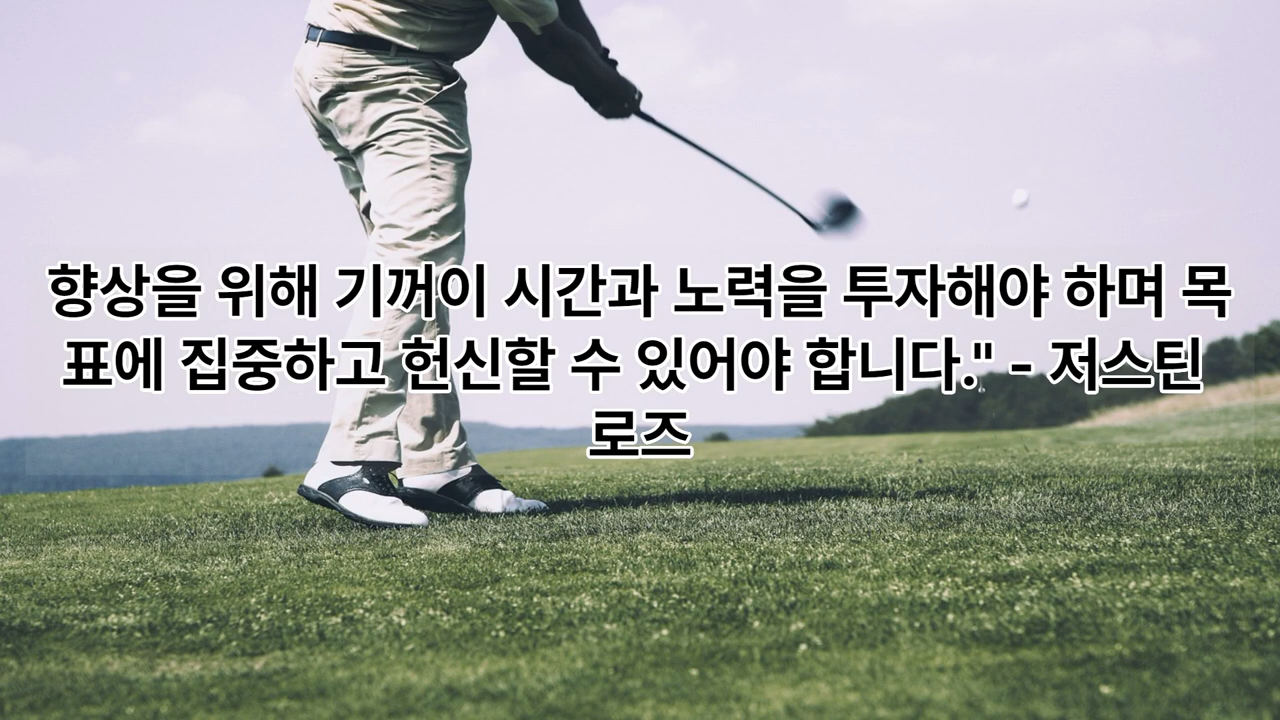 향상을 위해 기꺼이 시간과 노력을 투자해야 하며 목
표에 집중하고 헌신할 수 있어야 합니다." - 저스틴
로즈